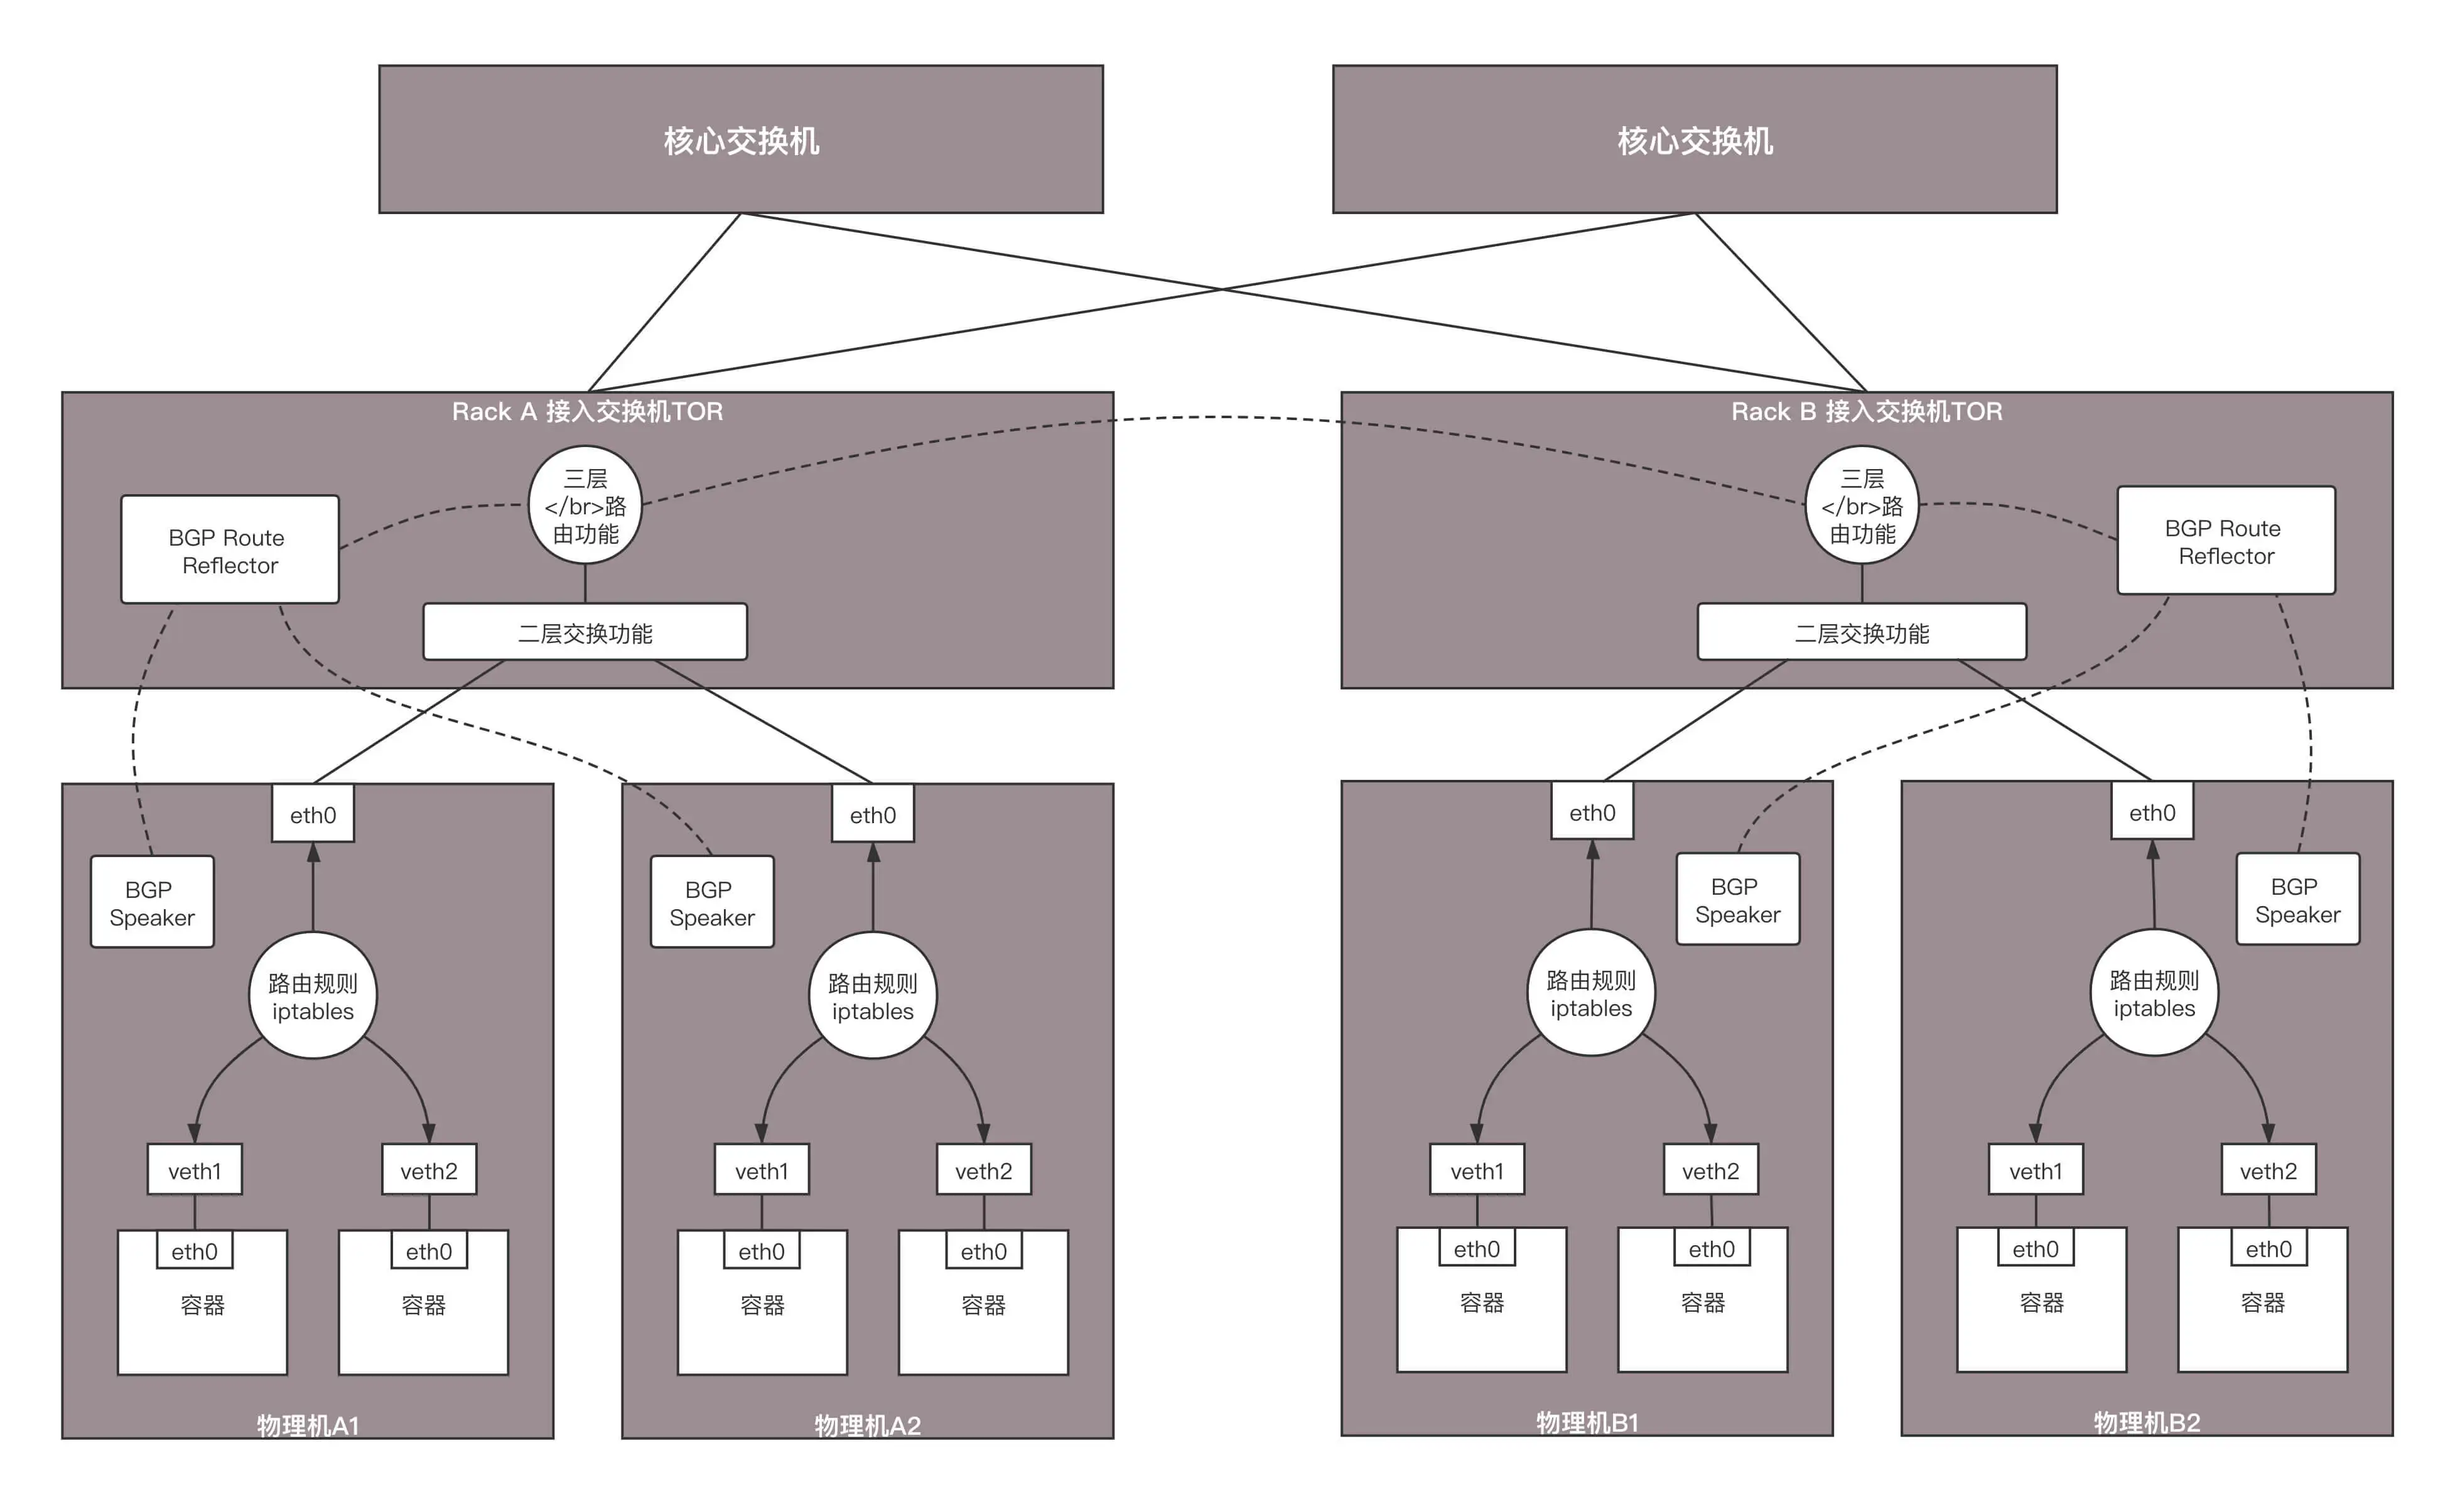 核心交换机
核心交换机
Rack A 接入交换机TOR
三层
</br>路
由功能
BGP Route
Reflector
二层交换功能
Rack B 接入交换机TOR
三层
</br>路
由功能
BGP Route
Reflector
二层交换功能
eth0
BGP
Speaker
路由规则
iptables
veth1
veth2
eth0
容器
eth0
容器
物理机A1
eth0
BGP
Speaker
路由规则
iptables
veth1
veth2
eth0
容器
eth0
容器
物理机A2
eth0
BGP
Speaker
路由规则
iptables
veth1
veth2
eth0
容器
eth0
容器
物理机B1
eth0
BGP
Speaker
路由规则
iptables
veth1
veth2
eth0
容器
eth0
容器
物理机B2